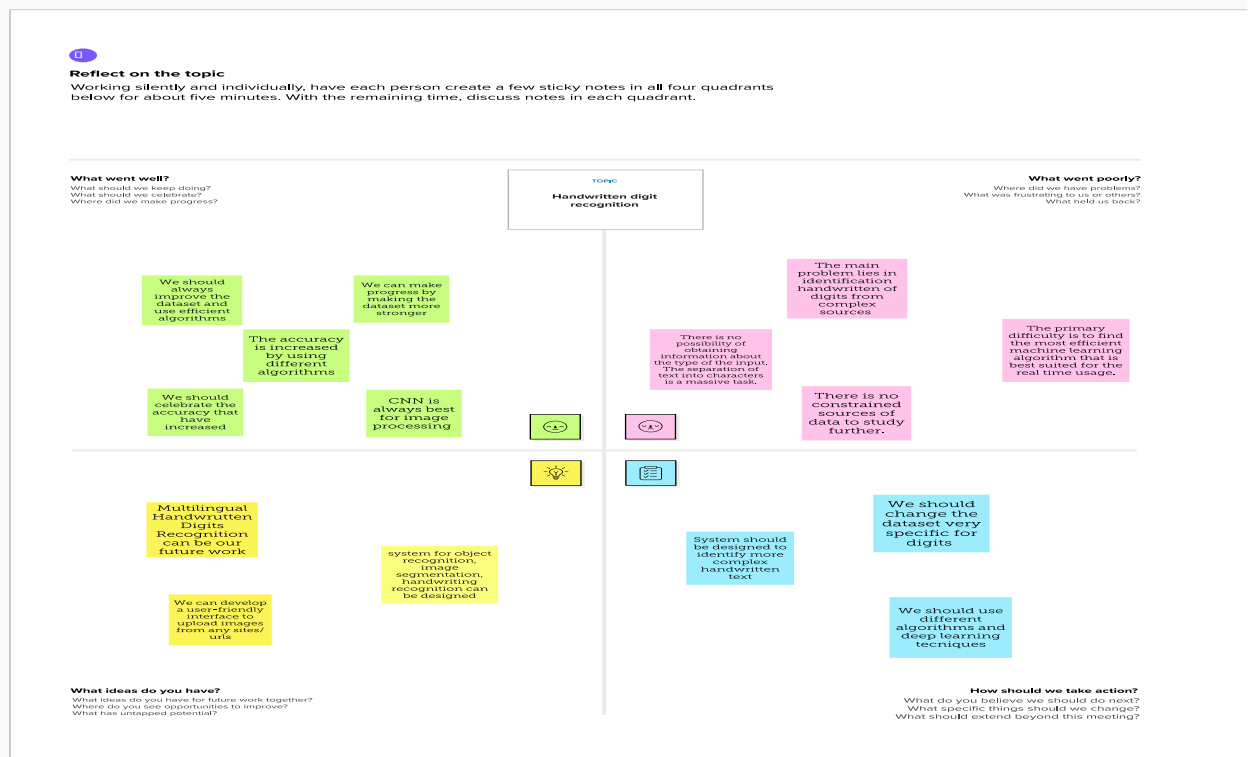 Reflect on the topic
Working silently and individually, have each person create a few sticky notes in all four quadrants
below for about five minutes. With the remaining time, discuss notes in each quadrant.
What went well?
What should we keep doing?
What should we celebrate?
Where did we make progress?
TOPIC
Handwritten digit
recognition
What went poorly?
Where did we have problems?
What was frustrating to us or others?
What held us back?
We should
always
improve the
dataset and
use efficient
algorithms
We can make
progress by
making the
dataset more
stronger
The accuracy
is increased
by using
different
algorithms
We should
celebrate the
accuracy that
have
increased
CNN is
always best
for image
processing
The main
problem lies in
identification
handwritten of
digits from
complex
sources
There is no
possibility of
obtaining
information about
the type of the input.
The separation of
text into characters
is a massive task.
The primary
difficulty is to find
the most efficient
machine learning
algorithm that is
best suited for the
real time usage.
There is no
constrained
sources of
data to study
further.
Multilingual
Handwrutten
Digits
Recognition
can be our
future work
system for object
recognition,
image
segmentation,
handwriting
recognition can
be designed
We can develop
a user-friendly
interface to
upload images
from any sites/
urls
We should
change the
dataset very
specific for
digits
System should
be designed to
identify more
complex
handwritten
text
We should use
different
algorithms and
deep learning
tecniques
What ideas do you have?
What ideas do you have for future work together?
Where do you see opportunities to improve?
What has untapped potential?
How should we take action?
What do you believe we should do next?
What specific things should we change?
What should extend beyond this meeting?